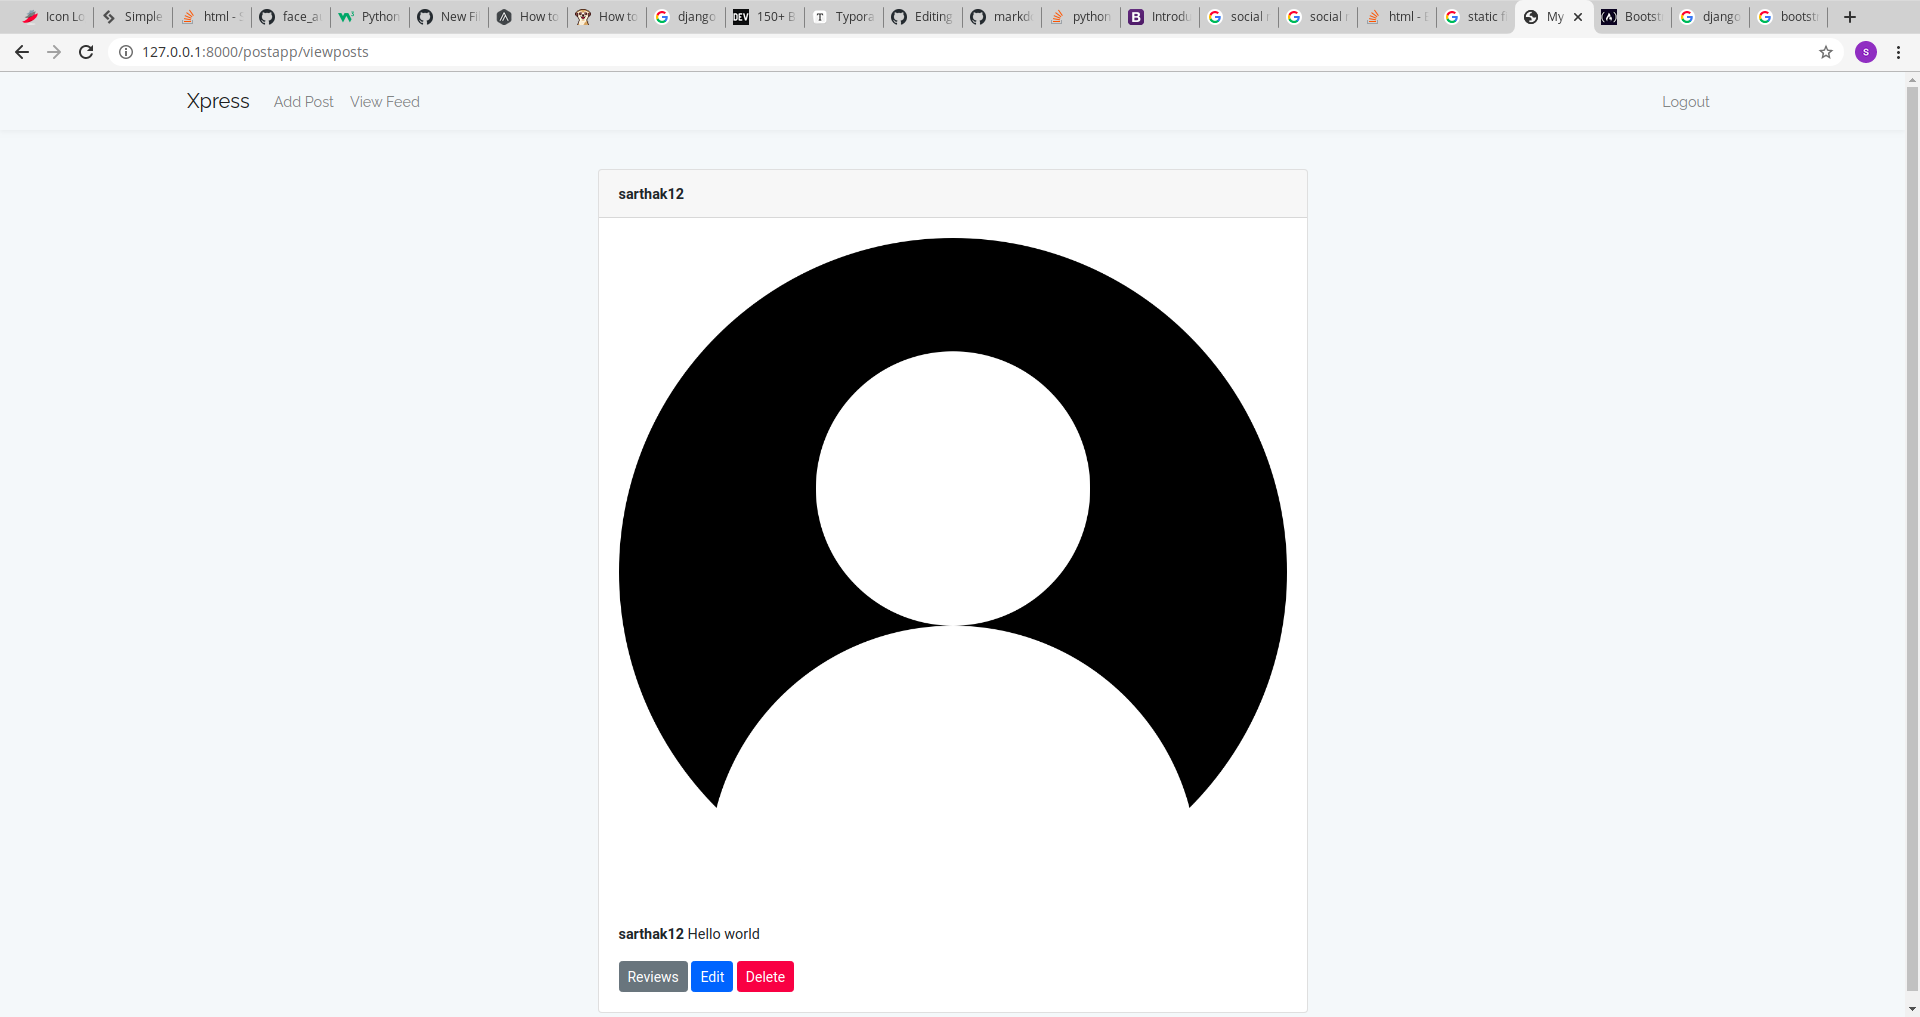 Icon Lo Simple html - S face_a Python New Fi How to How to django DEV 150+ B T Typora Editing markd python B Introdu social social html - static f My Bootst django bootst
127.0.0.1:8000/postapp/viewposts s
Xpress Add Post View Feed Logout
sarthak12
sarthak12 Hello world
Reviews Edit Delete